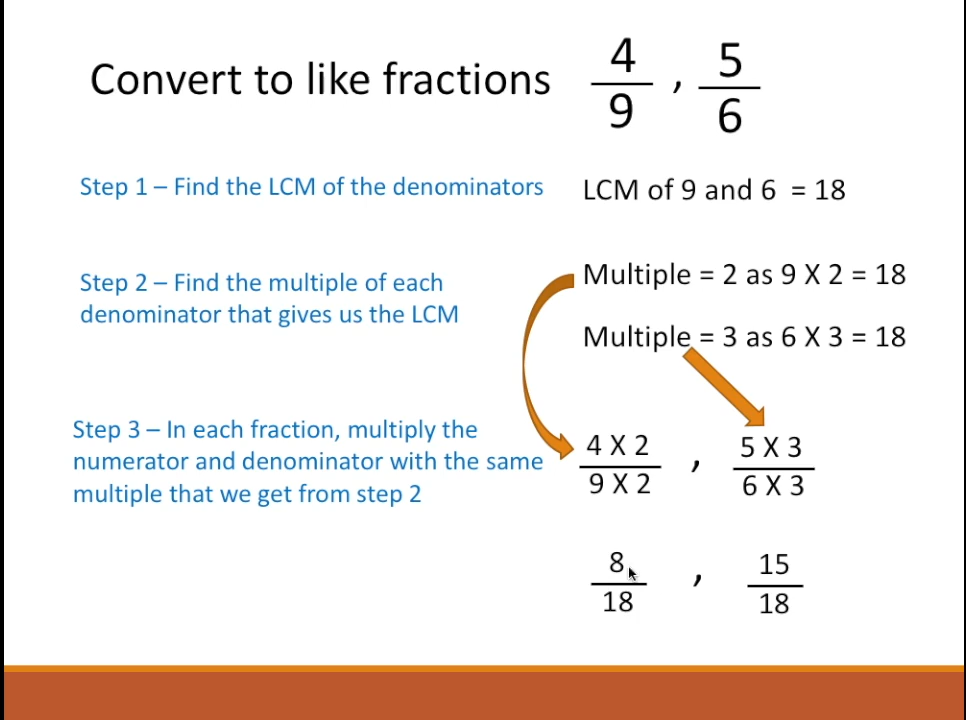 Convert to like fractions 4/9 , 5/6
Step 1 – Find the LCM of the denominators
LCM of 9 and 6 = 18
Step 2 – Find the multiple of each
denominator that gives us the LCM
Multiple = 2 as 9 X 2 = 18
Multiple = 3 as 6 X 3 = 18
Step 3 – In each fraction, multiply the
numerator and denominator with the same
multiple that we get from step 2
4 X 2 , 5 X 3
9 X 2 6 X 3
8 , 15
18 18